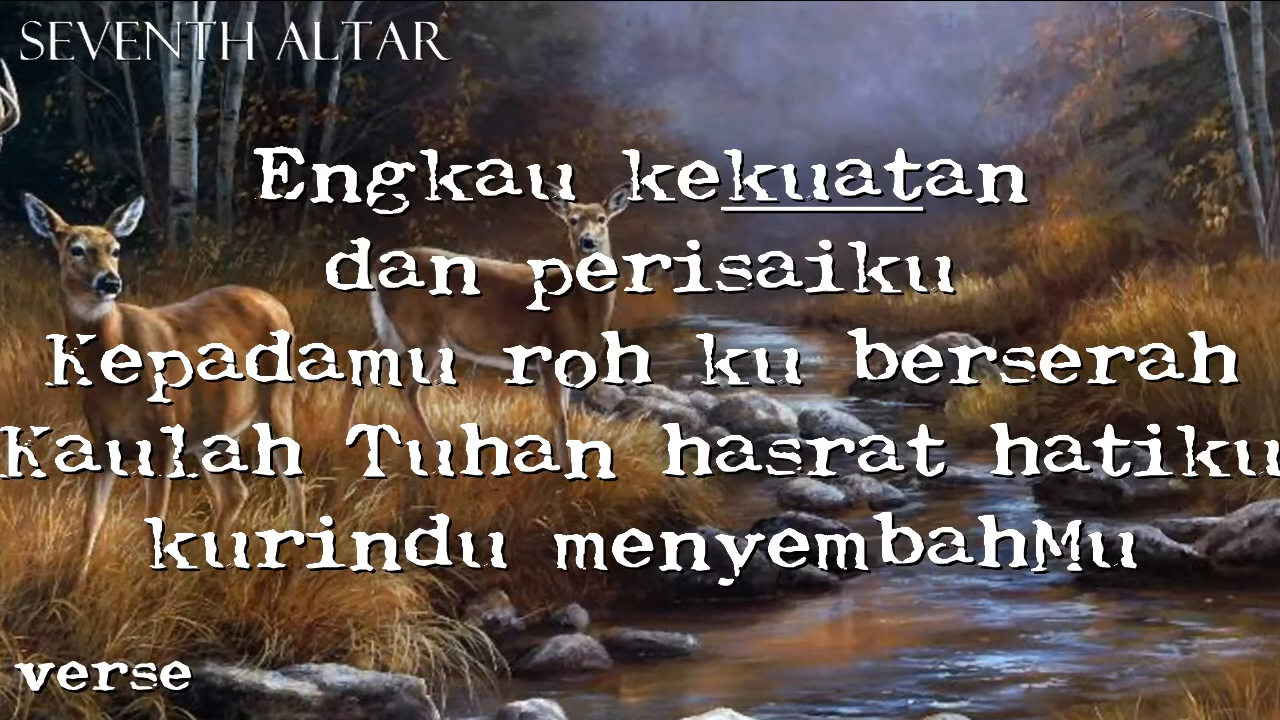 SEVENTH ALTAR
Engkau kekuatan
dan perisaiku
Kepadamu roh ku berserah
Kaulah Tuhan hasrat hatiku
kurindu menyembahMu
verse